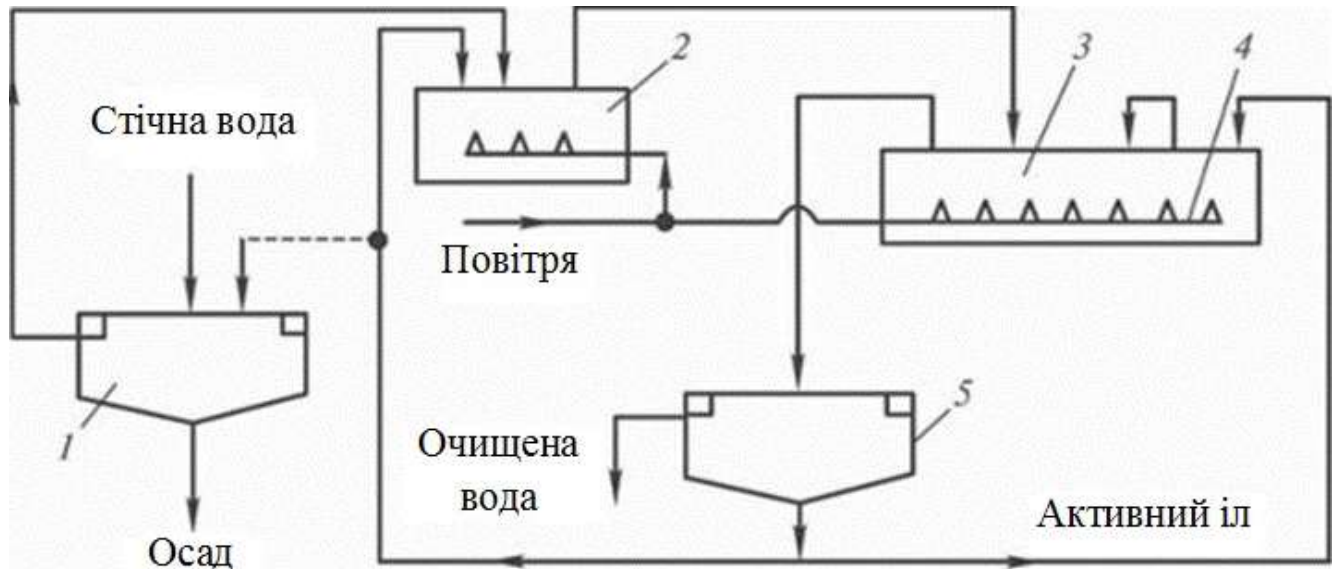 2
3
4
Стічна вода
Повітря
5
1
Очищена
вода
Активний іл
Осад